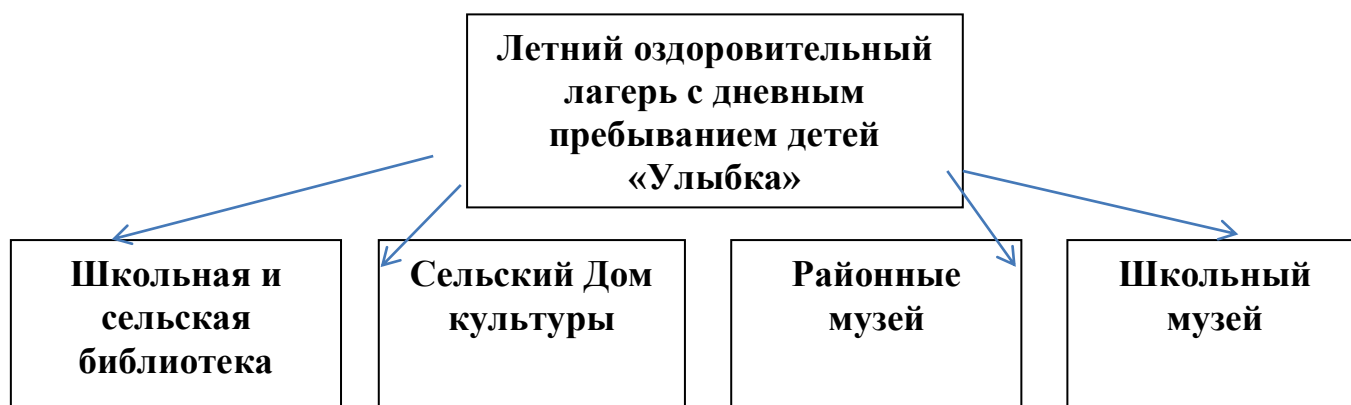 Летний оздоровительный
лагерь с дневным
пребыванием детей
«Улыбка»
Школьная и
сельская
библиотека
Сельский Дом
культуры
Районные
музей
Школьный
музей